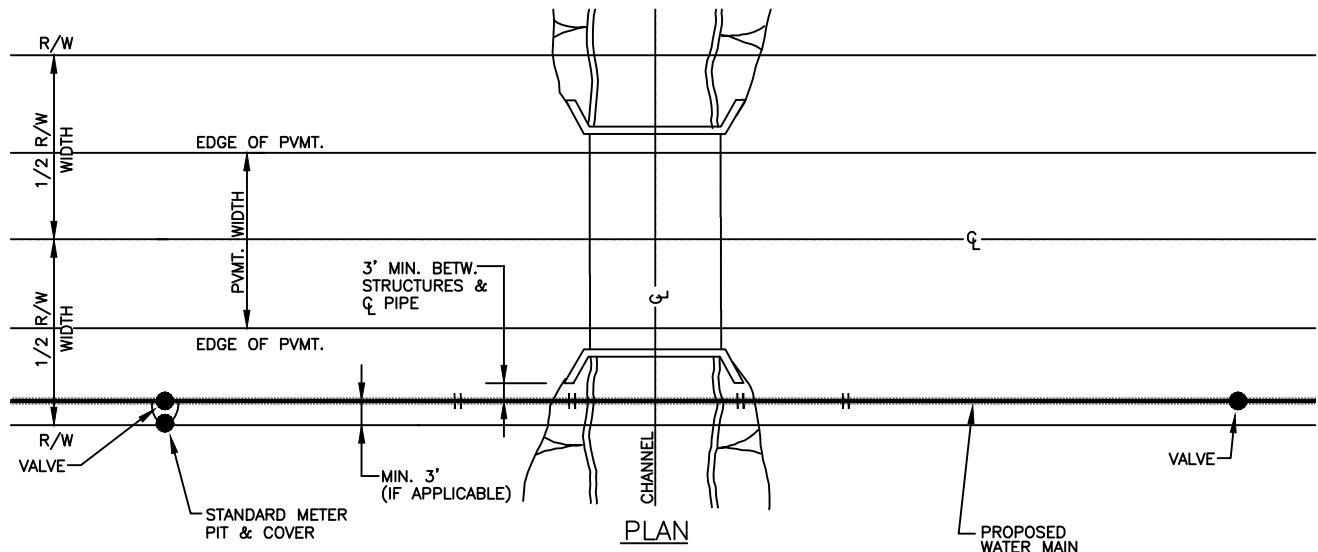 R/W
1/2 R/W
WIDTH
EDGE OF PVMT.
PVMT. WIDTH
℄
3' MIN. BETW.
STRUCTURES &
℄ PIPE
℄
1/2 R/W
WIDTH
EDGE OF PVMT.
R/W
VALVE
STANDARD METER
PIT & COVER
MIN. 3'
(IF APPLICABLE)
CHANNEL
VALVE
PROPOSED
WATER MAIN
PLAN